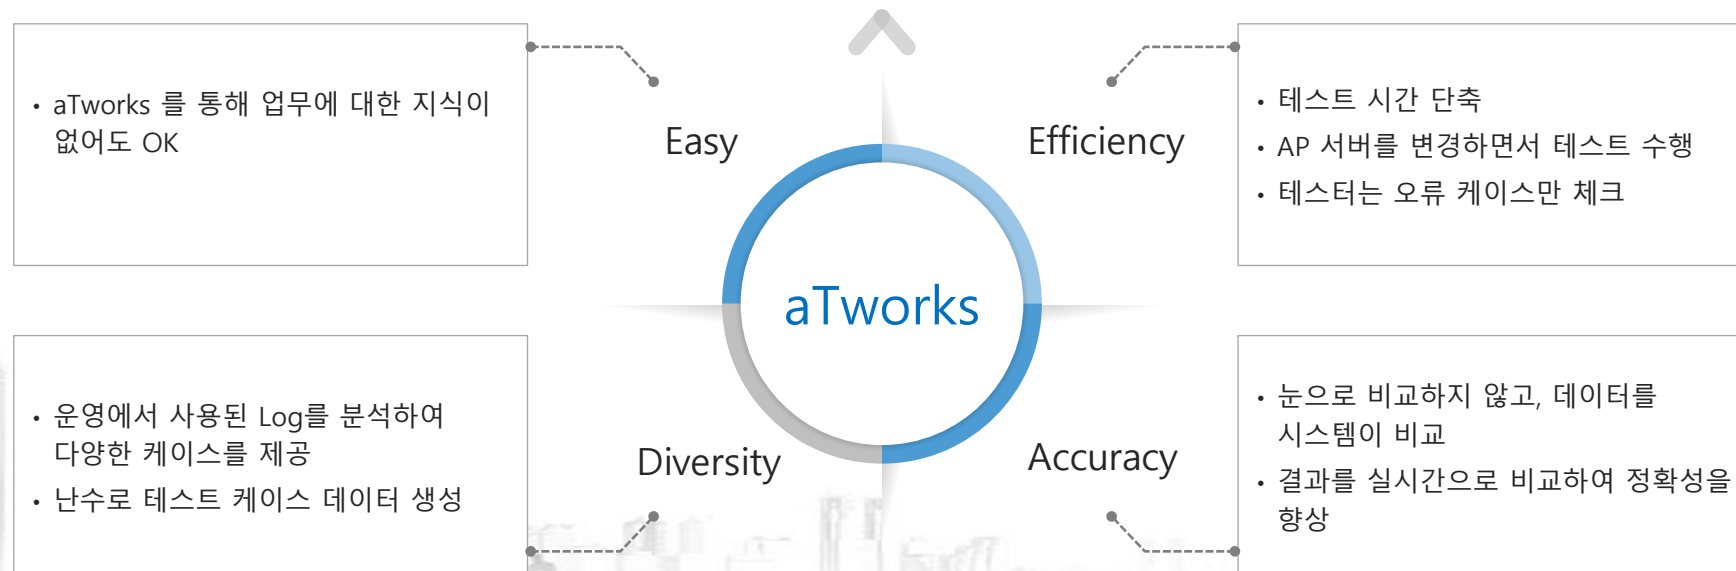 • aTworks 를 통해 업무에 대한 지식이
없어도 OK
Easy
Efficiency
• 테스트 시간 단축
• AP 서버를 변경하면서 테스트 수행
• 테스터는 오류 케이스만 체크
aTworks
• 운영에서 사용된 Log를 분석하여
다양한 케이스를 제공
• 난수로 테스트 케이스 데이터 생성
Diversity
Accuracy
• 눈으로 비교하지 않고, 데이터를
시스템이 비교
• 결과를 실시간으로 비교하여 정확성을
향상